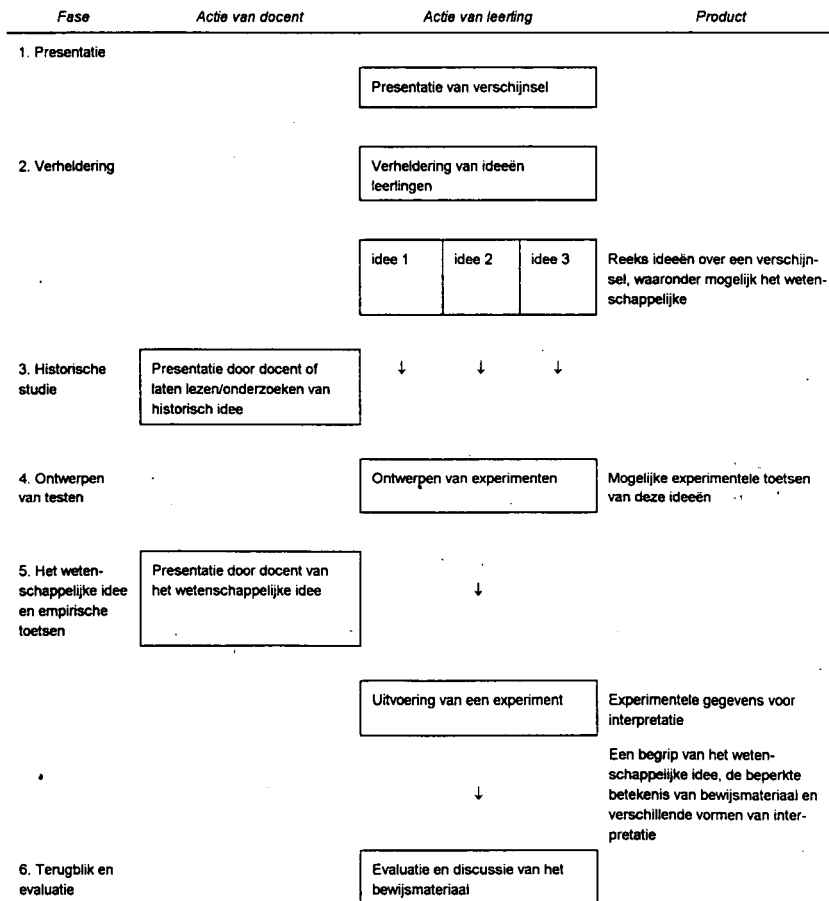 Fase Actie van docent Actie van leerling Product
1. Presentatie
Presentatie van verschijnsel
2. Verheldering
Verheldering van ideeën
leerlingen
idee 1 idee 2 idee 3
Reeks ideeën over een verschijn-
sel, waaronder mogelijk het weten-
schappelijke
3. Historische
studie
Presentatie door docent of
laten lezen/onderzoeken van
historisch idee
↓ ↓ ↓
4. Ontwerpen
van testen
Ontwerpen van experimenten
Mogelijke experimentele toetsen
van deze ideeën
5. Het weten-
schappelijke idee
en empirische
toetsen
Presentatie door docent van
het wetenschappelijke idee
↓
Uitvoering van een experiment
Experimentele gegevens voor
interpretatie
↓
Een begrip van het weten-
schappelijke idee, de beperkte
betekenis van bewijsmateriaal en
verschillende vormen van inter-
pretatie
6. Terugblik en
evaluatie
Evaluatie en discussie van het
bewijsmateriaal